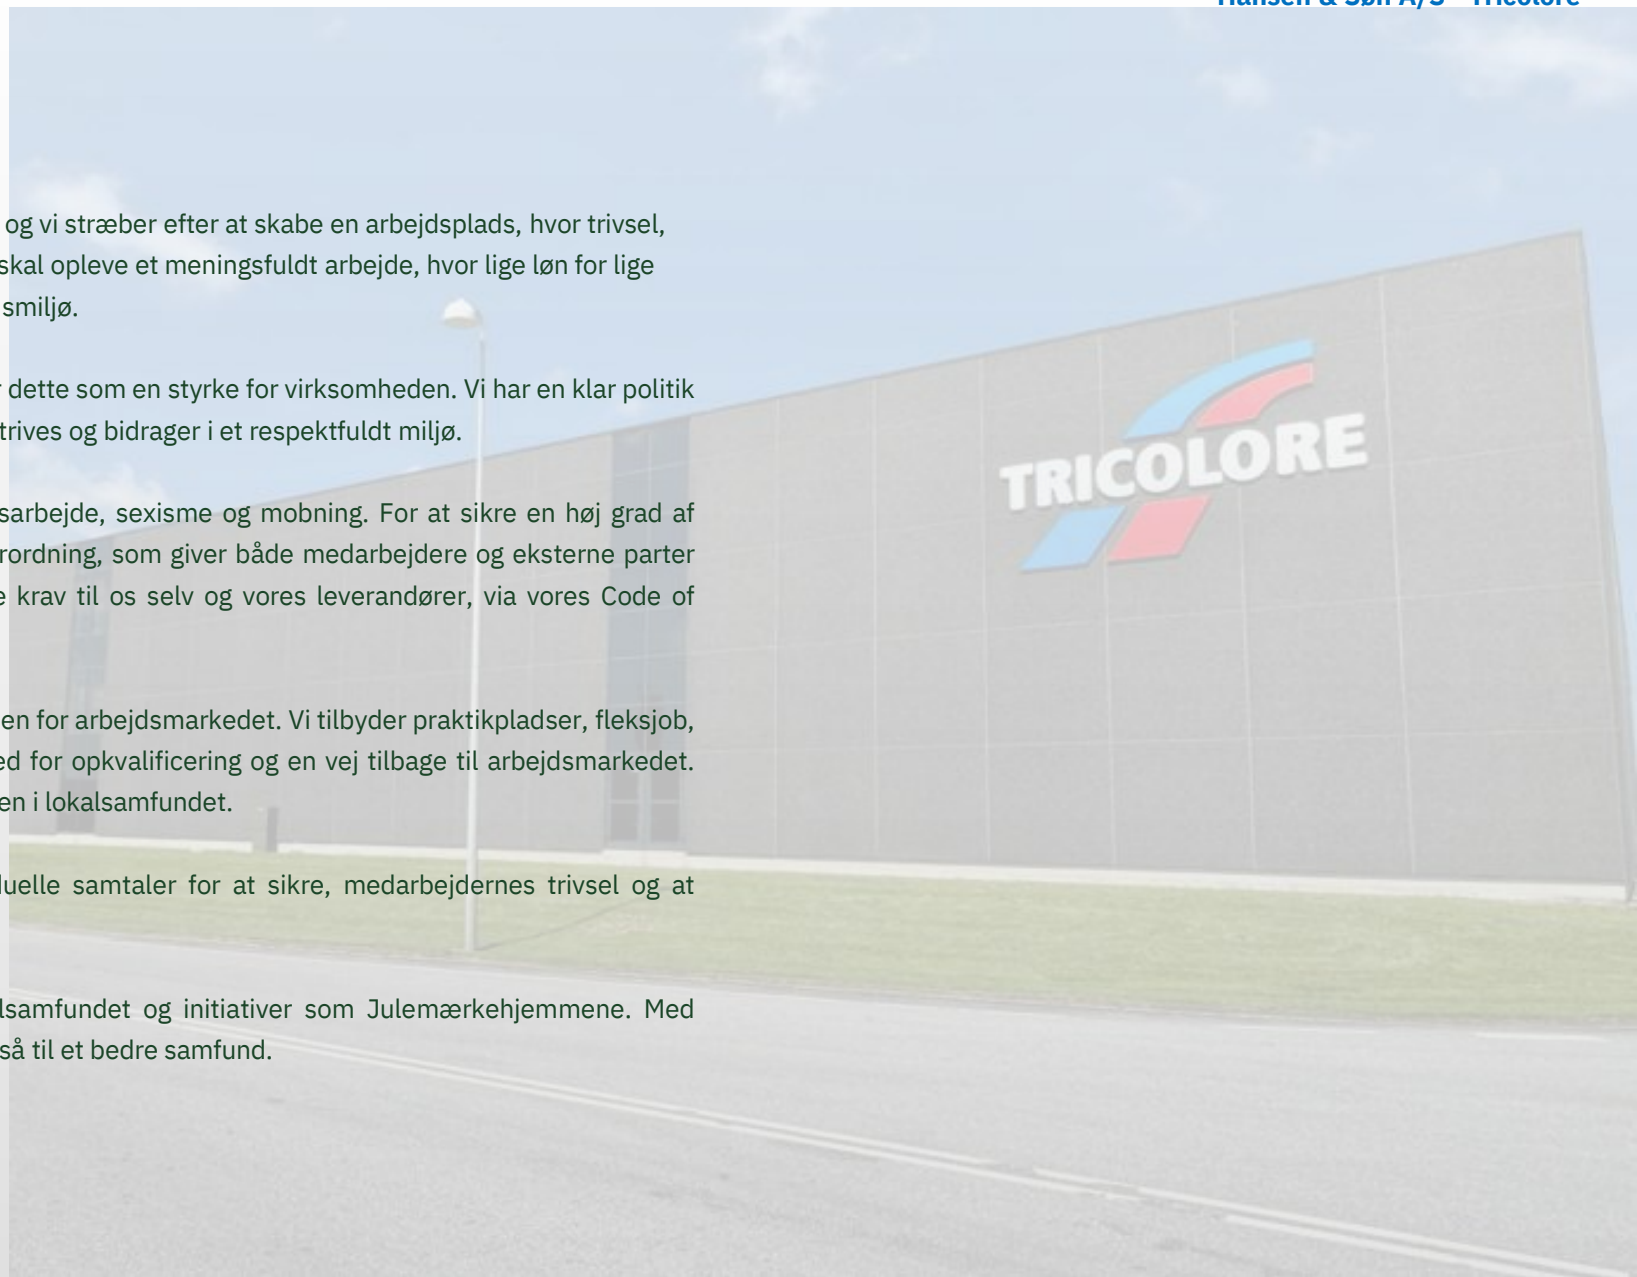 Hansen & Søn A/S - Tricolore
og vi stræber efter at skabe en arbejdsplads, hvor trivsel,
skal opleve et meningsfuldt arbejde, hvor lige løn for lige
smiljø.
dette som en styrke for virksomheden. Vi har en klar politik
trives og bidrager i et respektfuldt miljø.
sarbejde, sexisme og mobning. For at sikre en høj grad af
rordning, som giver både medarbejdere og eksterne parter
e krav til os selv og vores leverandører, via vores Code of
en for arbejdsmarkedet. Vi tilbyder praktikpladser, fleksjob,
ed for opkvalificering og en vej tilbage til arbejdsmarkedet.
en i lokalsamfundet.
duelle samtaler for at sikre, medarbejdernes trivsel og at
lsamfundet og initiativer som Julemærkehjemmene. Med
så til et bedre samfund.
TRICOLORE